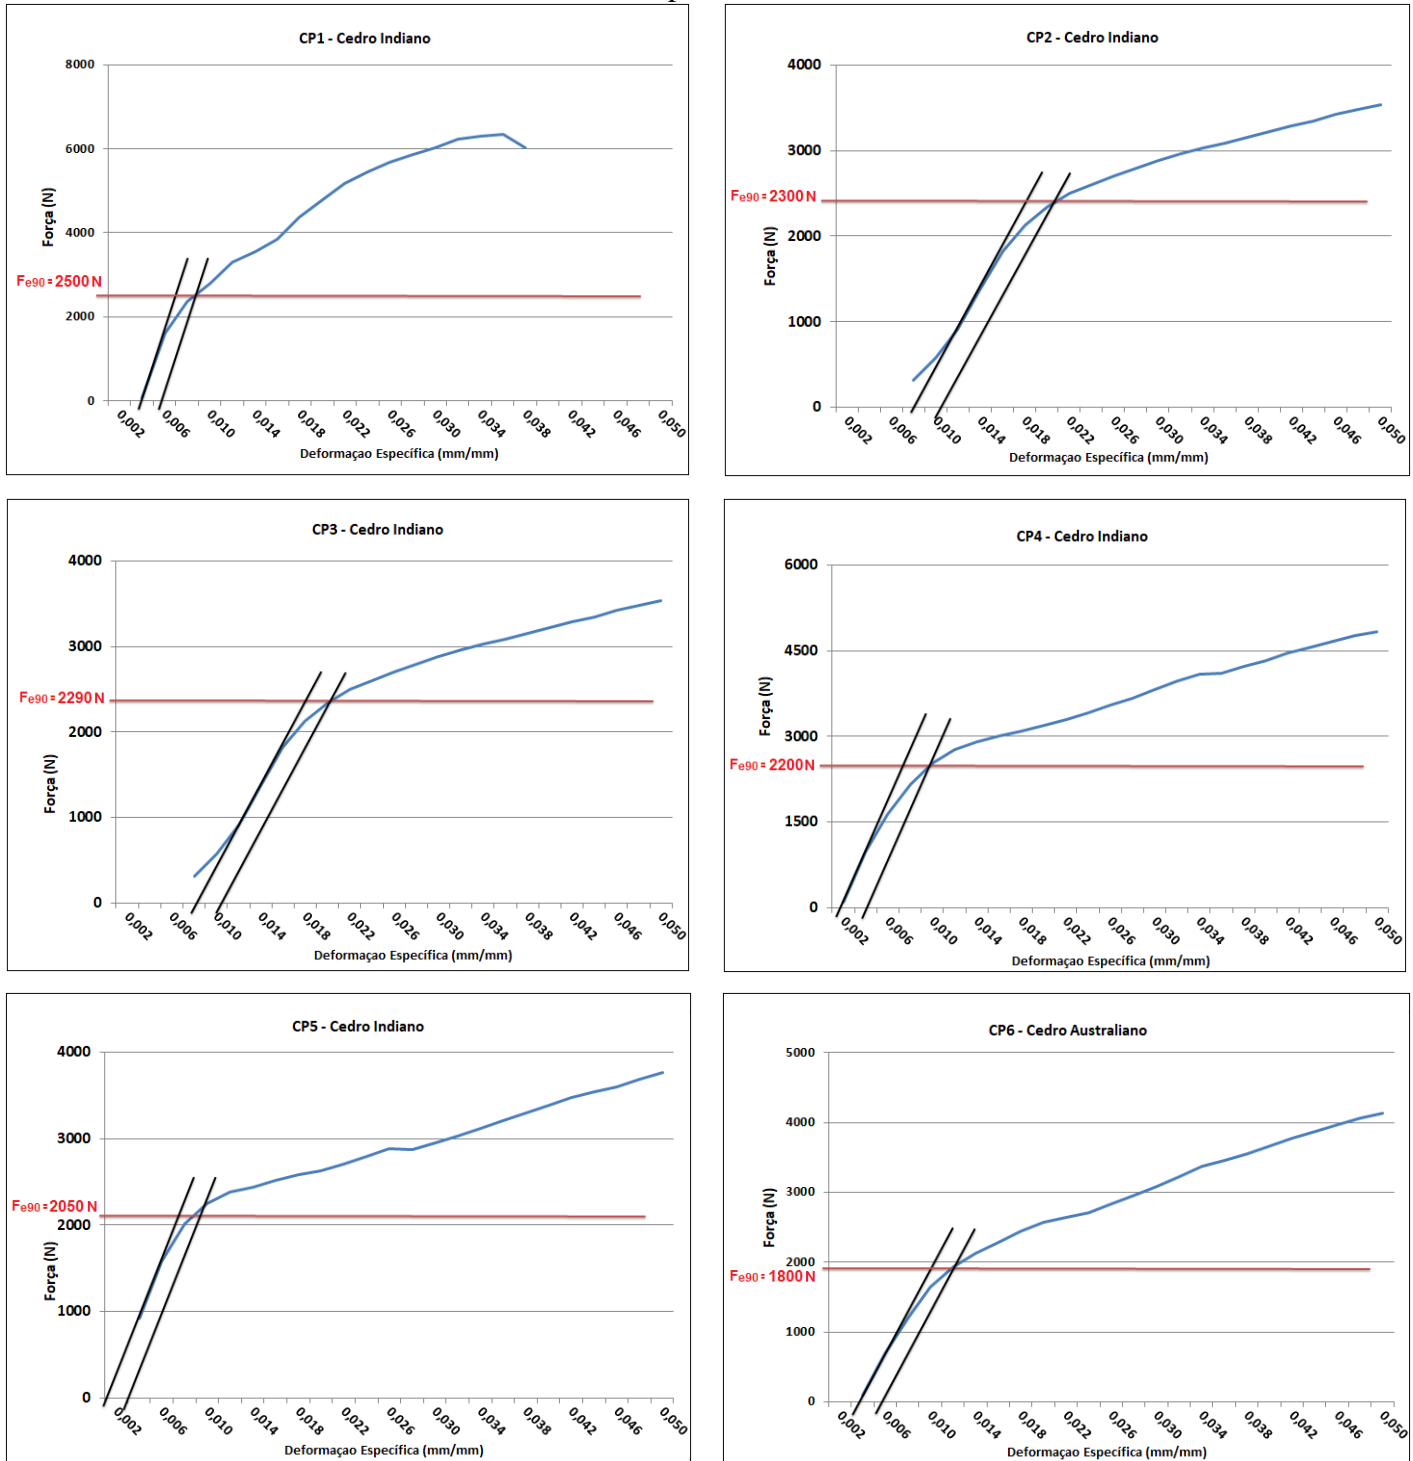 CP1 - Cedro Indiano
8000
6000
4000
2000
0
Força (N)
Fe90 = 2500 N
0,002 0,006 0,010 0,014 0,018 0,022 0,026 0,030 0,034 0,038 0,042 0,046 0,050
Deformaçao Específica (mm/mm)
CP2 - Cedro Indiano
4000
3000
2000
1000
0
Força (N)
Fe90 = 2300 N
0,002 0,006 0,010 0,014 0,018 0,022 0,026 0,030 0,034 0,038 0,042 0,046 0,050
Deformaçao Específica (mm/mm)
CP3 - Cedro Indiano
4000
3000
2000
1000
0
Força (N)
Fe90 = 2290 N
0,002 0,006 0,010 0,014 0,018 0,022 0,026 0,030 0,034 0,038 0,042 0,046 0,050
Deformaçao Específica (mm/mm)
CP4 - Cedro Indiano
6000
4500
3000
1500
0
Força (N)
Fe90 = 2200 N
0,002 0,006 0,010 0,014 0,018 0,022 0,026 0,030 0,034 0,038 0,042 0,046 0,050
Deformaçao Específica (mm/mm)
CP5 - Cedro Indiano
4000
3000
2000
1000
0
Força (N)
Fe90 = 2050 N
0,002 0,006 0,010 0,014 0,018 0,022 0,026 0,030 0,034 0,038 0,042 0,046 0,050
Deformaçao Específica (mm/mm)
CP6 - Cedro Australiano
5000
4000
3000
2000
1000
0
Força (N)
Fe90 = 1800 N
0,002 0,006 0,010 0,014 0,018 0,022 0,026 0,030 0,034 0,038 0,042 0,046 0,050
Deformaçao Específica (mm/mm)